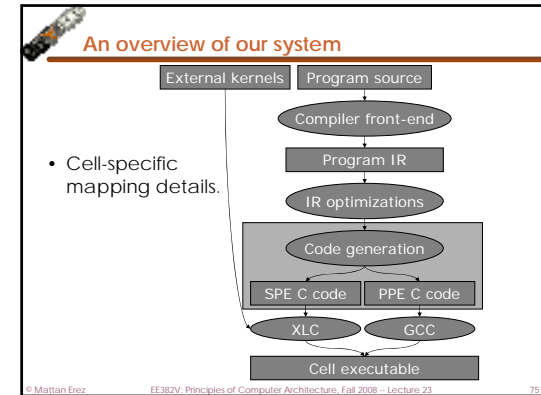 An overview of our system
External kernels
Program source
Compiler front-end
• Cell-specific
mapping details.
Program IR
IR optimizations
Code generation
SPE C code
PPE C code
XLC
GCC
Cell executable
© Mattan Erez
EE382V: Principles of Computer Architecture, Fall 2008 -- Lecture 23
75